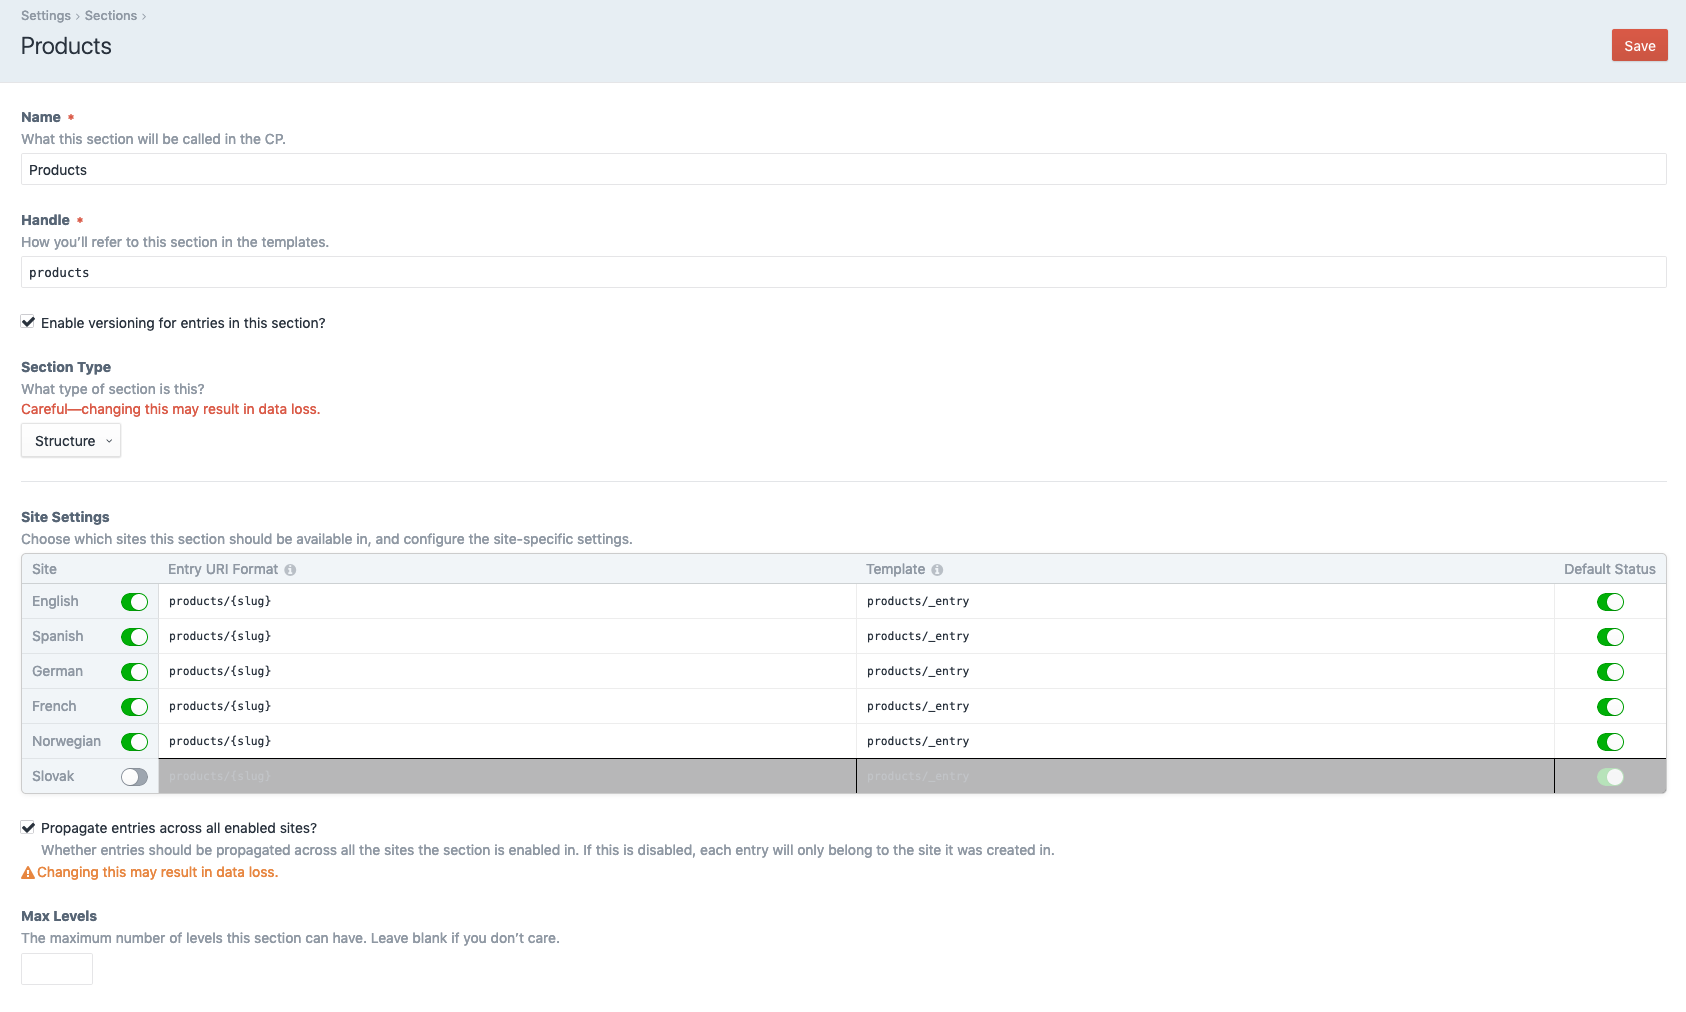 Settings › Sections ›
Products
Save
Name *
What this section will be called in the CP.
Products
Handle *
How you’ll refer to this section in the templates.
products
Enable versioning for entries in this section?
Section Type
What type of section is this?
Careful—changing this may result in data loss.
Structure
Site Settings
Choose which sites this section should be available in, and configure the site-specific settings.
Site Entry URI Format Template Default Status
English products/{slug} products/_entry
Spanish products/{slug} products/_entry
German products/{slug} products/_entry
French products/{slug} products/_entry
Norwegian products/{slug} products/_entry
Slovak products/{slug} products/_entry
Propagate entries across all enabled sites?
Whether entries should be propagated across all the sites the section is enabled in. If this is disabled, each entry will only belong to the site it was created in.
Changing this may result in data loss.
Max Levels
The maximum number of levels this section can have. Leave blank if you don’t care.